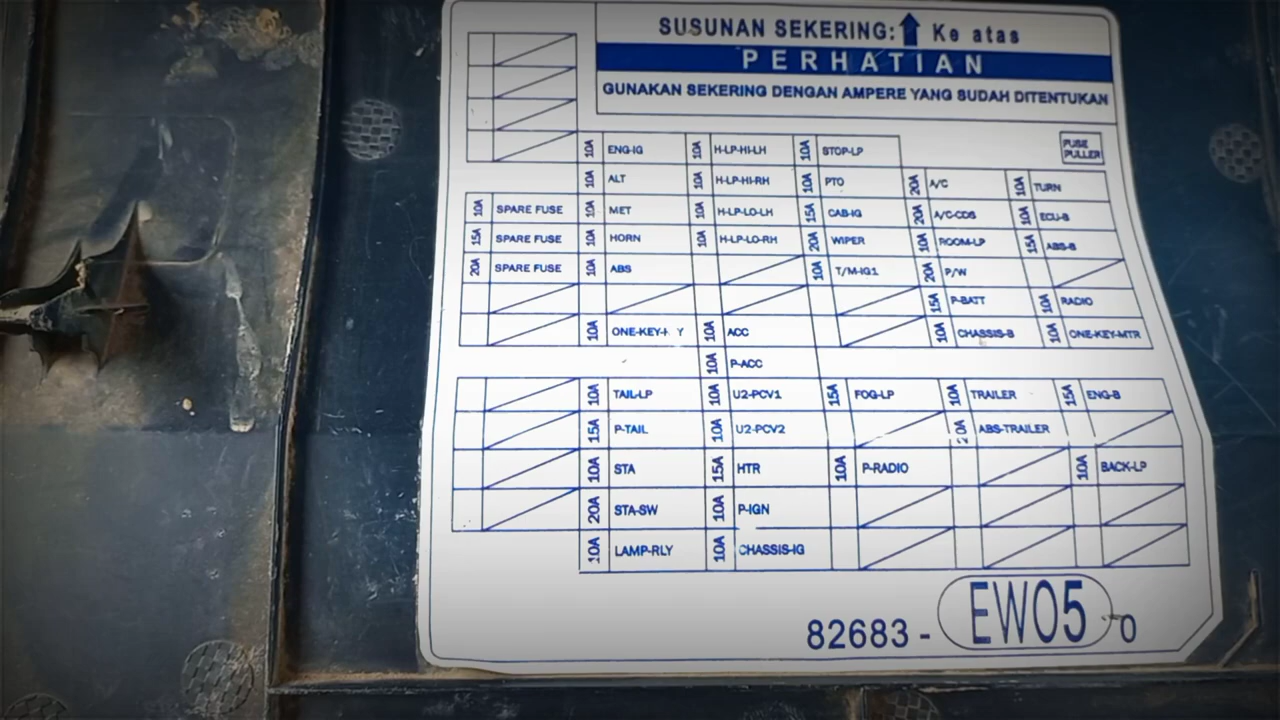 SUSUNAN SEKERING: Ke atas
PERHATIAN
GUNAKAN SEKERING DENGAN AMPERE YANG SUDAH DITENTUKAN
FUSE PULLER
10A ENG-IG 10A H-LP-HI-LH 10A STOP-LP
10A ALT 10A H-LP-HI-RH 10A PTO 20A A/C 10A TURN
10A SPARE FUSE 10A MET 10A H-LP-LO-LH 15A CAB-IG 20A A/C-CDS 10A ECU-B
15A SPARE FUSE 10A HORN 10A H-LP-LO-RH 20A WIPER 10A ROOM-LP 15A ABS-B
20A SPARE FUSE 10A ABS 10A T/M-IG1 20A P/W
15A P-BATT 10A RADIO
10A 10A ACC 10A CHASSIS-B 10A ONE-KEY-MTR
10A P-ACC
10A TAIL-LP 10A U2-PCV1 15A FOG-LP 10A TRAILER 15A ENG-B
15A P-TAIL 10A U2-PCV2 20A ABS-TRAILER
10A STA 15A HTR 10A P-RADIO 10A BACK-LP
20A STA-SW 10A P-IGN
10A LAMP-RLY 10A CHASSIS-IG
82683 - EW05 - 0